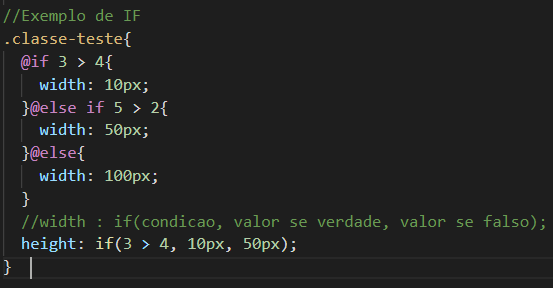 //Exemplo de IF
.classe-teste{
  @if 3 > 4{
    width: 10px;
  }@else if 5 > 2{
    width: 50px;
  }@else{
    width: 100px;
  }
  //width : if(condicao, valor se verdade, valor se falso);
  height: if(3 > 4, 10px, 50px);
}